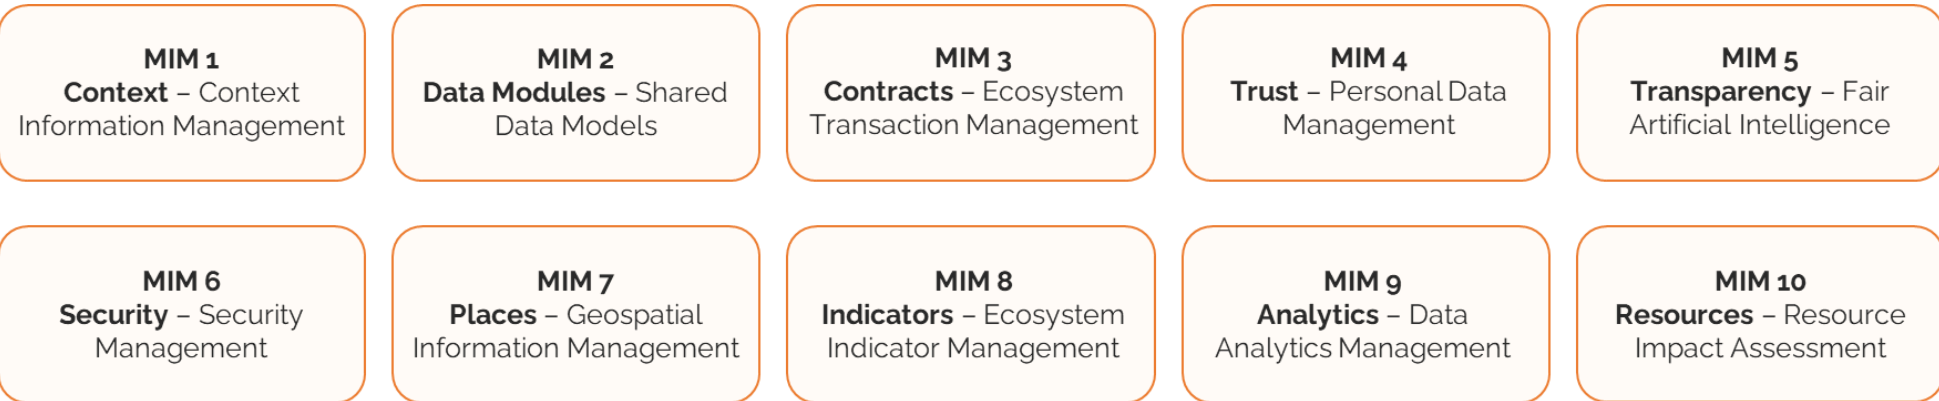 MIM 1
Context – Context
Information Management
MIM 2
Data Modules – Shared
Data Models
MIM 3
Contracts – Ecosystem
Transaction Management
MIM 4
Trust – Personal Data
Management
MIM 5
Transparency – Fair
Artificial Intelligence
MIM 6
Security – Security
Management
MIM 7
Places – Geospatial
Information Management
MIM 8
Indicators – Ecosystem
Indicator Management
MIM 9
Analytics – Data
Analytics Management
MIM 10
Resources – Resource
Impact Assessment